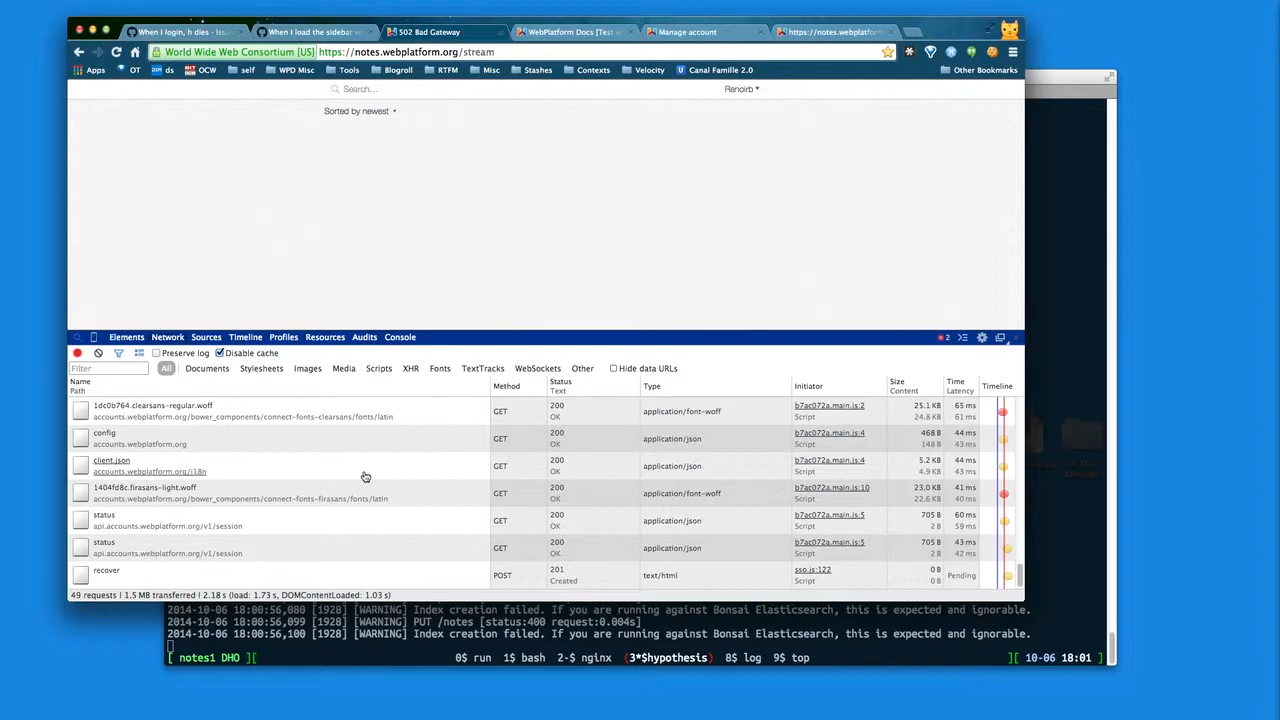 When I login, h dies - Issu
When I load the sidebar w
502 Bad Gateway
WebPlatform Docs [Test w
Manage account
https://notes.webplatform
World Wide Web Consortium [US] https://notes.webplatform.org/stream
Apps OT ds OCW self WPD Misc Tools Blogroll RTFM Misc Stashes Contexts Velocity Canal Famille 2.0 Other Bookmarks
Search… Renoirb ▾
Sorted by newest ▾
Elements Network Sources Timeline Profiles Resources Audits Console 2
Preserve log Disable cache
Filter All Documents Stylesheets Images Media Scripts XHR Fonts TextTracks WebSockets Other Hide data URLs
Name Method Status Type Initiator Size Time Timeline
Path Text Content Latency
1dc0b764.clearsans-regular.woff GET 200 application/font-woff b7ac072a.main.js:2 25.1 KB 65 ms
accounts.webplatform.org/bower_components/connect-fonts-clearsans/fonts/latin OK Script 24.8 KB 61 ms
config GET 200 application/json b7ac072a.main.js:4 468 B 44 ms
accounts.webplatform.org OK Script 148 B 43 ms
client.json GET 200 application/json b7ac072a.main.js:4 5.2 KB 44 ms
accounts.webplatform.org/i18n OK Script 4.9 KB 43 ms
1404fd8c.firasans-light.woff GET 200 application/font-woff b7ac072a.main.js:10 23.0 KB 41 ms
accounts.webplatform.org/bower_components/connect-fonts-firasans/fonts/latin OK Script 22.6 KB 40 ms
status GET 200 application/json b7ac072a.main.js:5 705 B 60 ms
api.accounts.webplatform.org/v1/session OK Script 2 B 59 ms
status GET 200 application/json b7ac072a.main.js:5 705 B 43 ms
api.accounts.webplatform.org/v1/session OK Script 2 B 42 ms
recover POST 201 text/html sso.js:122 0 B Pending
Created Script 0 B
49 requests | 1.5 MB transferred | 2.18 s (load: 1.73 s, DOMContentLoaded: 1.03 s)
2014-10-06 18:00:56,080 [1928] [WARNING] Index creation failed. If you are running against Bonsai Elasticsearch, this is expected and ignorable.
2014-10-06 18:00:56,099 [1928] [WARNING] PUT /notes [status:400 request:0.004s]
2014-10-06 18:00:56,100 [1928] [WARNING] Index creation failed. If you are running against Bonsai Elasticsearch, this is expected and ignorable.
[ notes1 DHO ][ 0$ run 1$ bash 2-$ nginx (3*$hypothesis) 8$ log 9$ top ][ 10-06 18:01 ]